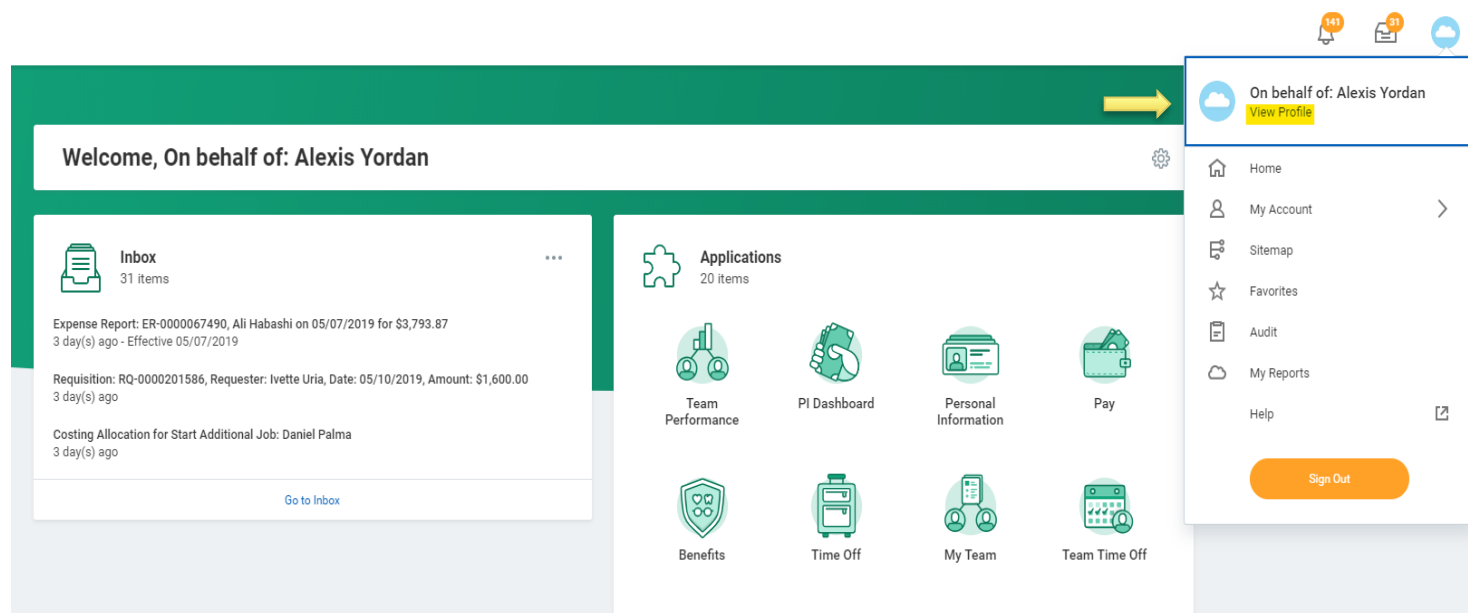 141
31
On behalf of: Alexis Yordan
View Profile
Welcome, On behalf of: Alexis Yordan
Home
My Account
Sitemap
Favorites
Audit
My Reports
Help
Sign Out
Inbox
31 items
Expense Report: ER-0000067490, Ali Habashi on 05/07/2019 for $3,793.87
3 day(s) ago - Effective 05/07/2019
Requisition: RQ-0000201586, Requester: Ivette Uria, Date: 05/10/2019, Amount: $1,600.00
3 day(s) ago
Costing Allocation for Start Additional Job: Daniel Palma
3 day(s) ago
Go to Inbox
Applications
20 items
Team
Performance
PI Dashboard
Personal
Information
Pay
Benefits
Time Off
My Team
Team Time Off